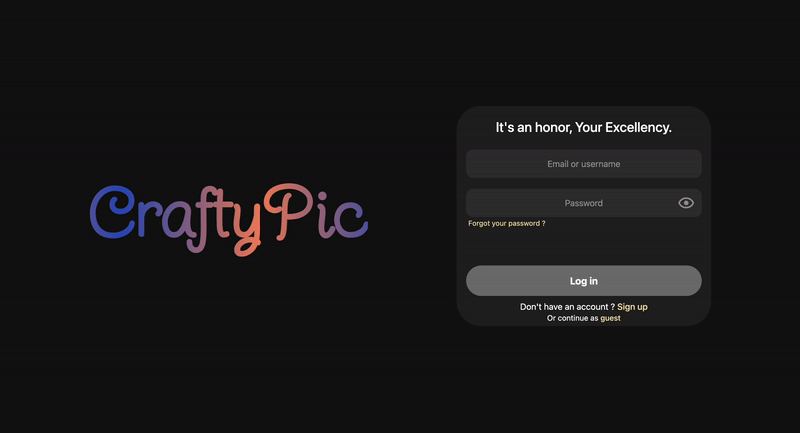 CraftyPic
It's an honor, Your Excellency.
Email or username
Password
Forgot your password ?
Log in
Don't have an account ? Sign up
Or continue as guest